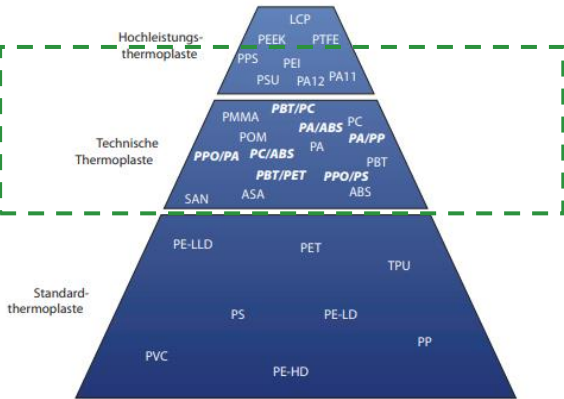 Hochleistungs-
thermoplaste
LCP
PEEK PTFE
PPS PEI
PSU PA12 PA11
Technische
Thermoplaste
PBT/PC
PMMA PA/ABS PC
POM PA PA/PP
PPO/PA PC/ABS PBT
PBT/PET PPO/PS
SAN ASA ABS
Standard-
thermoplaste
PE-LLD PET
TPU
PS PE-LD
PP
PVC
PE-HD